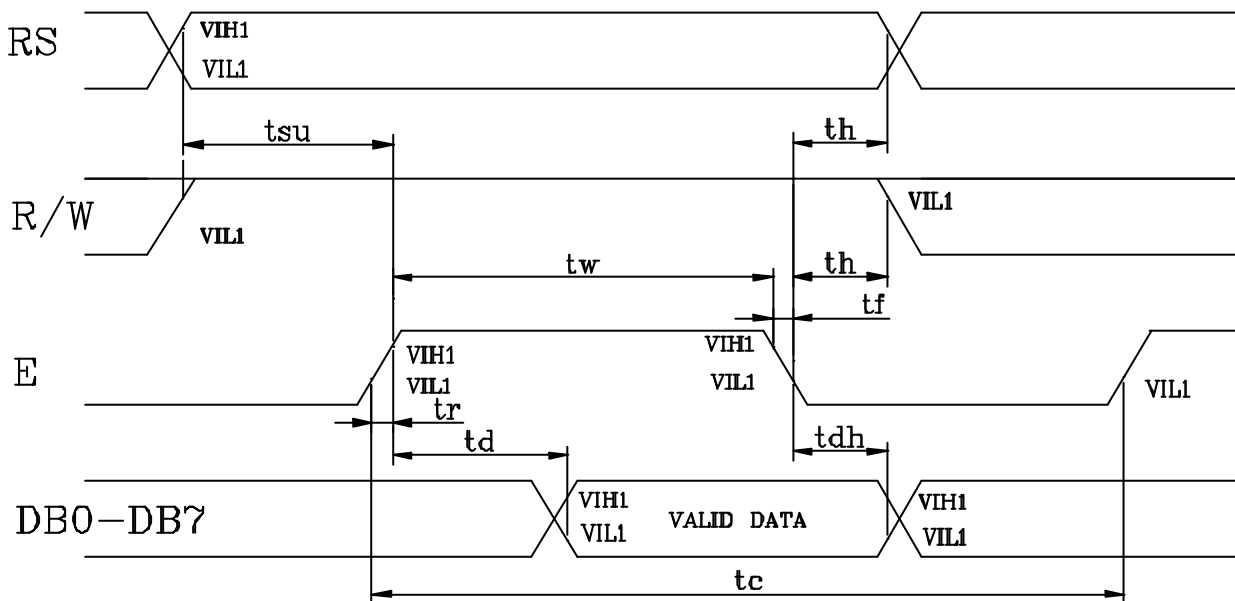 RS
VIH1
VIL1
tsu
th
R/W
VIL1
VIL1
tw
th
tf
E
VIH1
VIL1
VIH1
VIL1
VIL1
tr
td
tdh
DB0-DB7
VIH1
VIL1
VALID DATA
VIH1
VIL1
tc